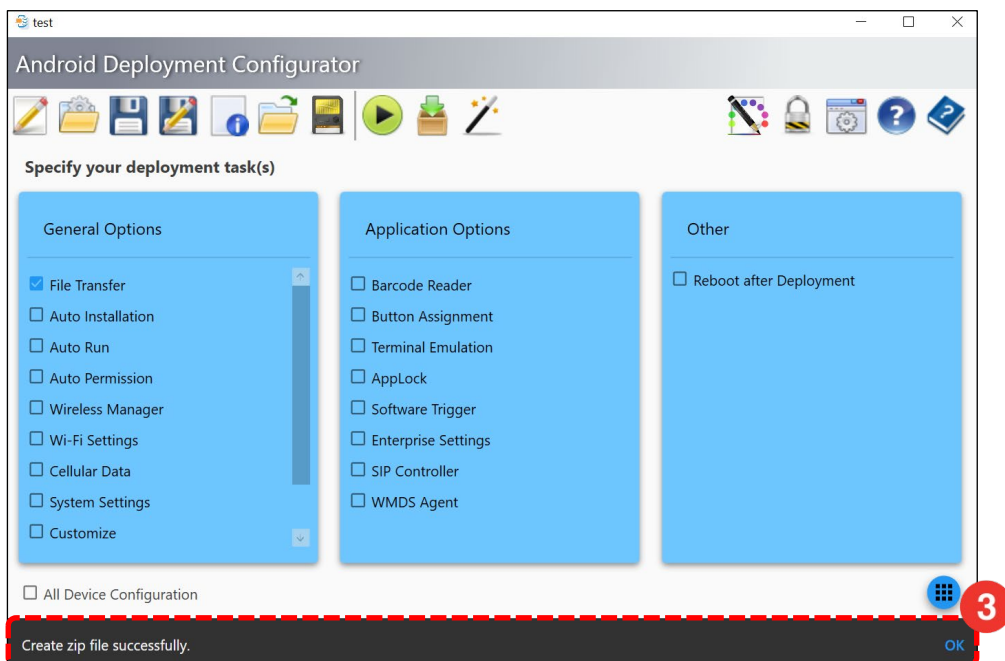 test
Android Deployment Configurator
Specify your deployment task(s)
General Options
File Transfer
Auto Installation
Auto Run
Auto Permission
Wireless Manager
Wi-Fi Settings
Cellular Data
System Settings
Customize
Application Options
Barcode Reader
Button Assignment
Terminal Emulation
AppLock
Software Trigger
Enterprise Settings
SIP Controller
WMDS Agent
Other
Reboot after Deployment
All Device Configuration
3
Create zip file successfully. OK